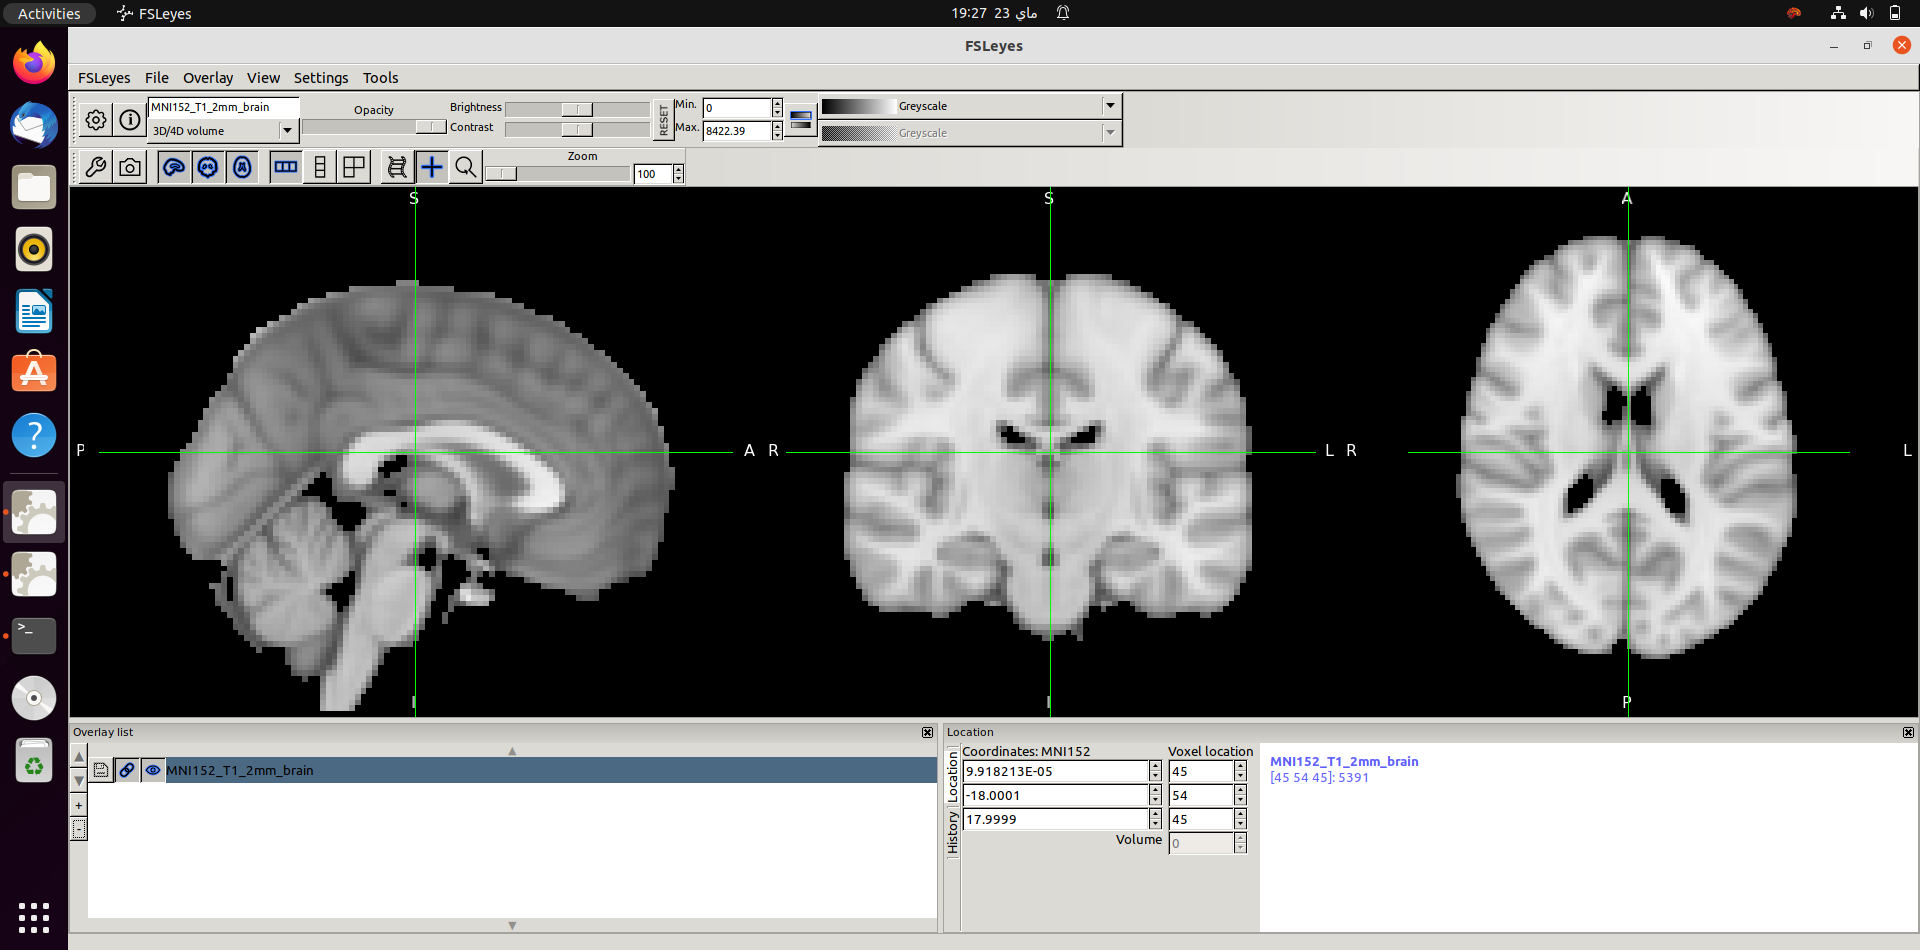 Activities
FSLeyes
19:27 23 ماي
FSLeyes
FSLeyes File Overlay View Settings Tools
MNI152_T1_2mm_brain
3D/4D volume
Opacity
Brightness
Contrast
RESET
Min.
0
Max.
8422.39
Greyscale
Greyscale
Zoom
100
S
S
A
P
A
R
L
R
L
I
I
P
Overlay list
MNI152_T1_2mm_brain
+
-
Location
Location
History
Coordinates: MNI152
Voxel location
9.918213E-05
45
-18.0001
54
17.9999
45
Volume
0
MNI152_T1_2mm_brain
[45 54 45]: 5391